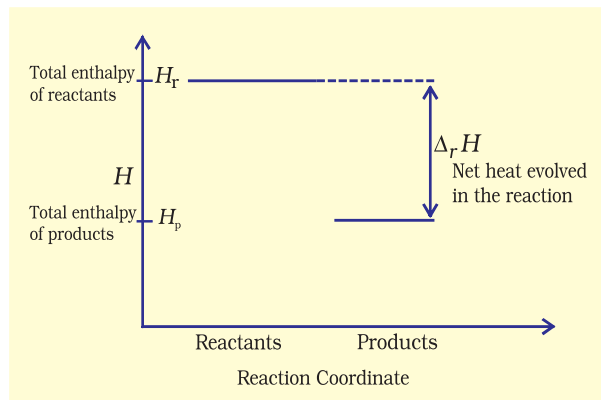 Total enthalpy
of reactants
Hr
ΔrH
Net heat evolved
in the reaction
H
Total enthalpy
of products
Hp
Reactants
Products
Reaction Coordinate